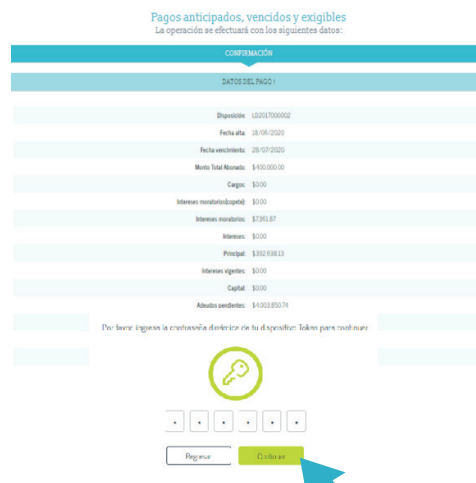 Pagos anticipados, vencidos y exigibles
La operación se efectuará con los siguientes datos:
CONFIRMACIÓN
DATOS DEL PAGO 1
Disposición: LD2017000002
Fecha alta: 18/06/2020
Fecha vencimiento: 28/07/2020
Monto Total Abonado: $400,000.00
Cargos: $0.00
Intereses moratorios(copete): $0.00
Intereses moratorios: $7,361.87
Intereses: $0.00
Principal: $392,638.13
Intereses vigentes: $0.00
Capital: $0.00
Adeudos pendientes: $4,003,850.74
Por favor ingresa la contraseña dinámica de tu dispositivo Token para continuar
Regresar
Continuar